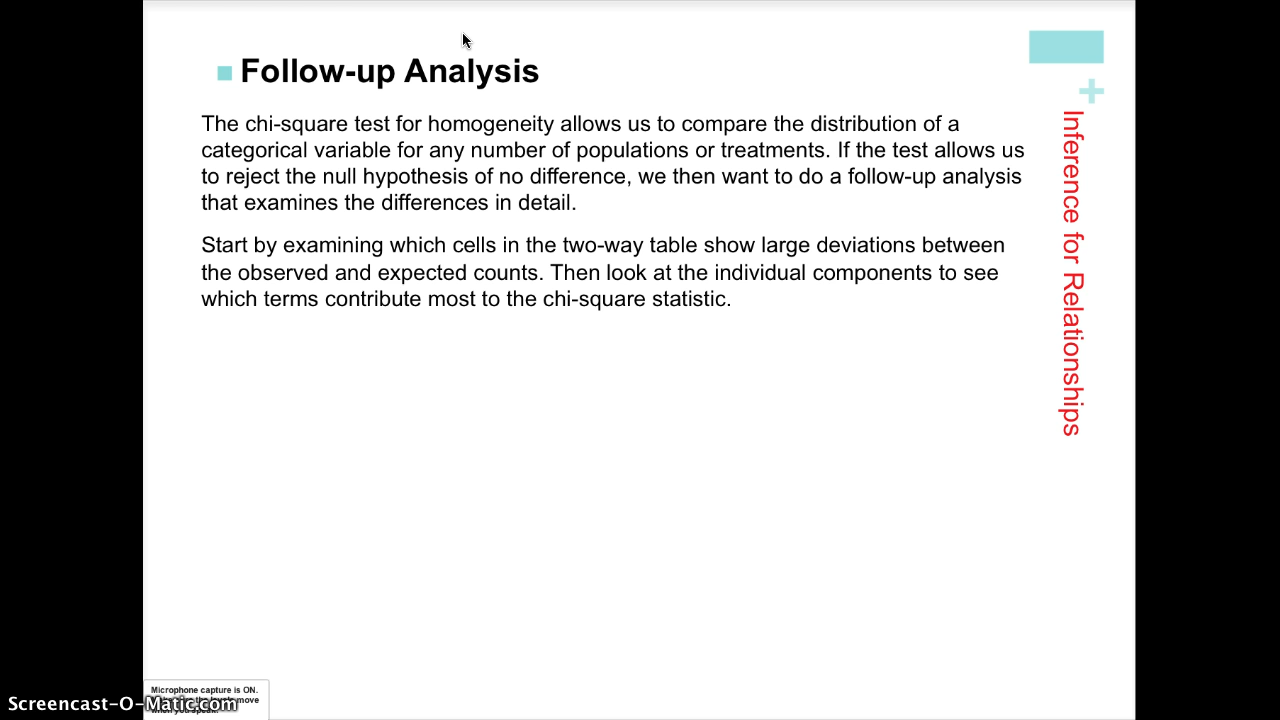 Follow-up Analysis
The chi-square test for homogeneity allows us to compare the distribution of a
categorical variable for any number of populations or treatments. If the test allows us
to reject the null hypothesis of no difference, we then want to do a follow-up analysis
that examines the differences in detail.
Start by examining which cells in the two-way table show large deviations between
the observed and expected counts. Then look at the individual components to see
which terms contribute most to the chi-square statistic.
+
Inference for Relationships
Microphone capture is ON.
move
Screencast-O-Matic.com